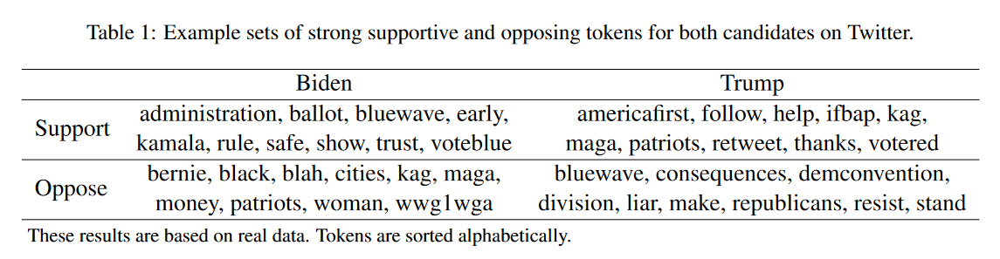 Table 1: Example sets of strong supportive and opposing tokens for both candidates on Twitter.
Biden Trump
Support administration, ballot, bluewave, early, americafirst, follow, help, ifbap, kag,
kamala, rule, safe, show, trust, voteblue maga, patriots, retweet, thanks, votered
Oppose bernie, black, blah, cities, kag, maga, bluewave, consequences, demconvention,
money, patriots, woman, wwg1wga division, liar, make, republicans, resist, stand
These results are based on real data. Tokens are sorted alphabetically.